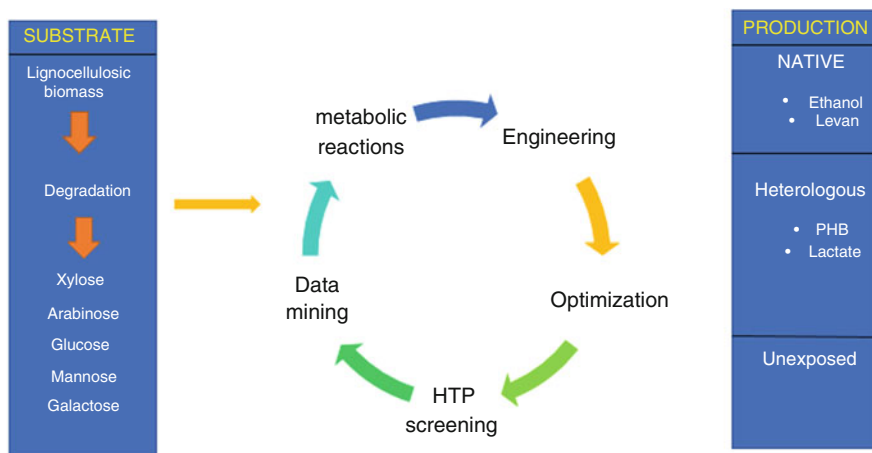 SUBSTRATE
Lignocellulosic
biomass
Degradation
Xylose
Arabinose
Glucose
Mannose
Galactose
metabolic
reactions
Engineering
Optimization
HTP
screening
Data
mining
PRODUCTION
NATIVE
• Ethanol
• Levan
Heterologous
• PHB
• Lactate
Unexposed